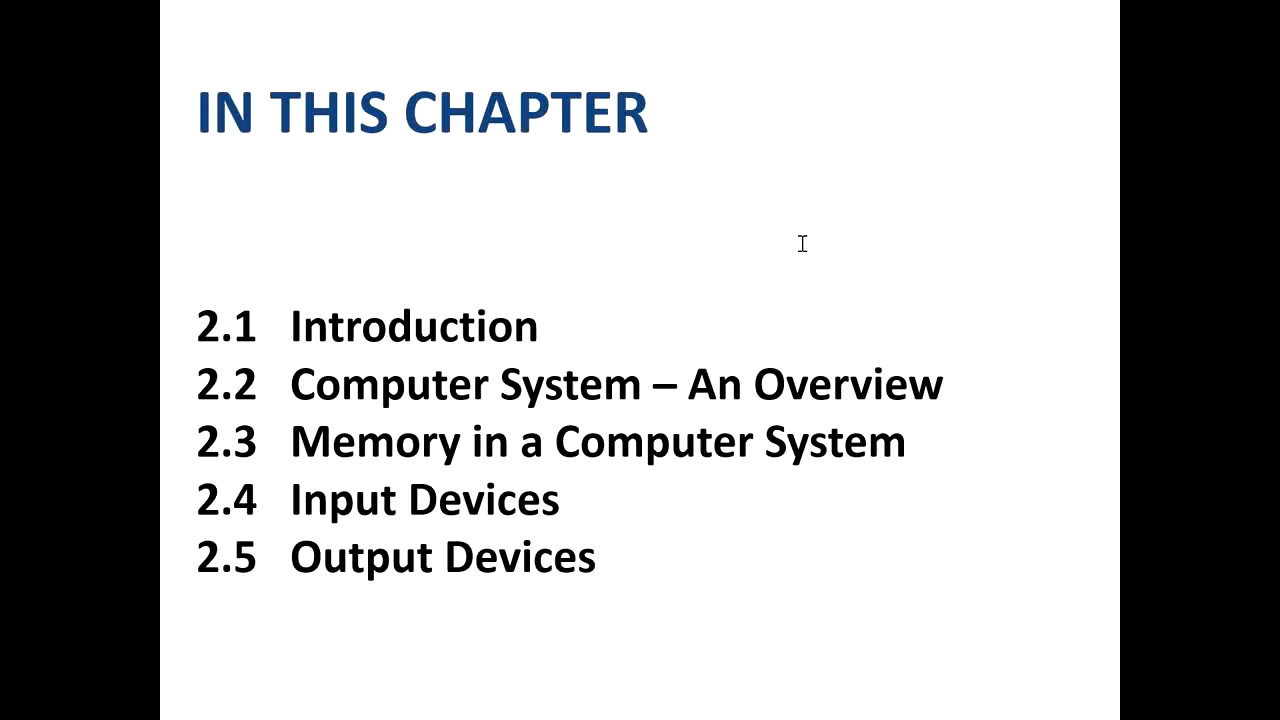 IN THIS CHAPTER
2.1 Introduction
2.2 Computer System – An Overview
2.3 Memory in a Computer System
2.4 Input Devices
2.5 Output Devices